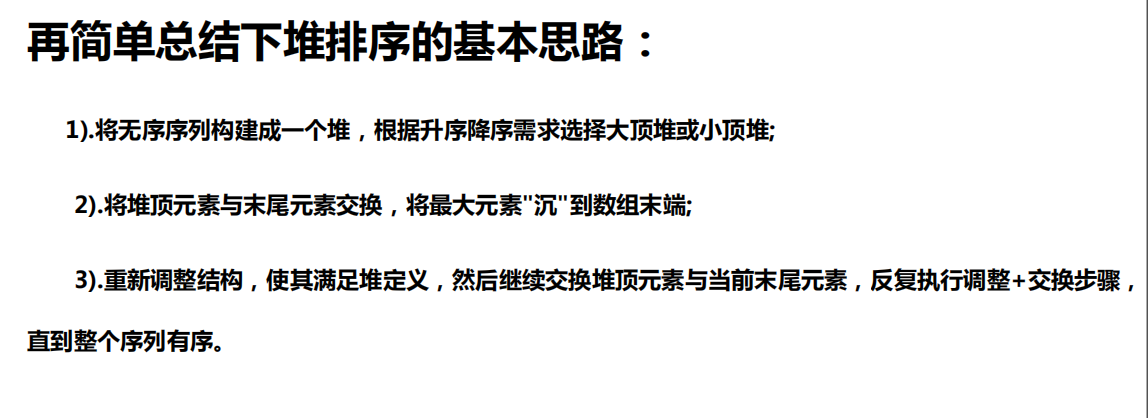 再简单总结下堆排序的基本思路：
1).将无序序列构建成一个堆，根据升序降序需求选择大顶堆或小顶堆;
2).将堆顶元素与末尾元素交换，将最大元素"沉"到数组末端;
3).重新调整结构，使其满足堆定义，然后继续交换堆顶元素与当前末尾元素，反复执行调整+交换步骤，
直到整个序列有序。